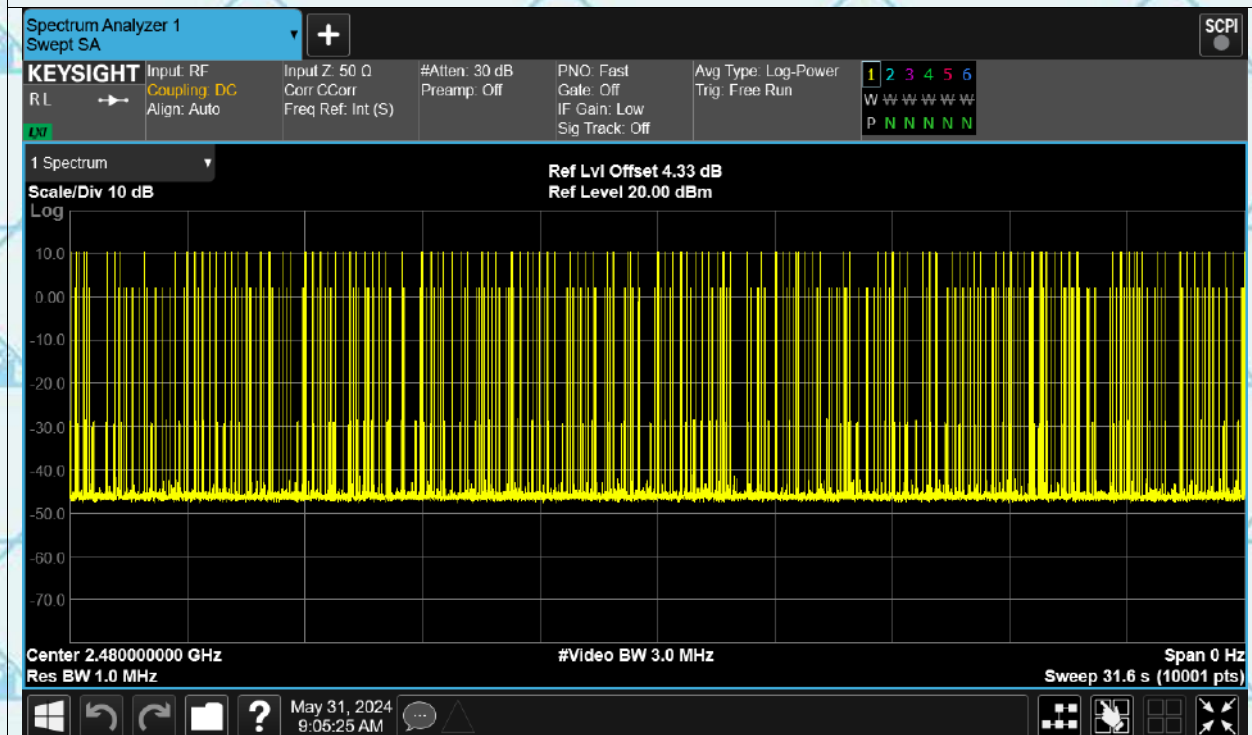 Spectrum Analyzer 1
Swept SA
+
SCPI
KEYSIGHT
R L
LXI
Input: RF
Coupling: DC
Align: Auto
Input Z: 50 Ω
Corr CCorr
Freq Ref: Int (S)
#Atten: 30 dB
Preamp: Off
PNO: Fast
Gate: Off
IF Gain: Low
Sig Track: Off
Avg Type: Log-Power
Trig: Free Run
1 2 3 4 5 6
W W W W W W
P N N N N N
1 Spectrum
Scale/Div 10 dB
Ref Lvl Offset 4.33 dB
Ref Level 20.00 dBm
Log
10.0
0.00
-10.0
-20.0
-30.0
-40.0
-50.0
-60.0
-70.0
Center 2.480000000 GHz
#Video BW 3.0 MHz
Span 0 Hz
Res BW 1.0 MHz
Sweep 31.6 s (10001 pts)
?
May 31, 2024
9:05:25 AM